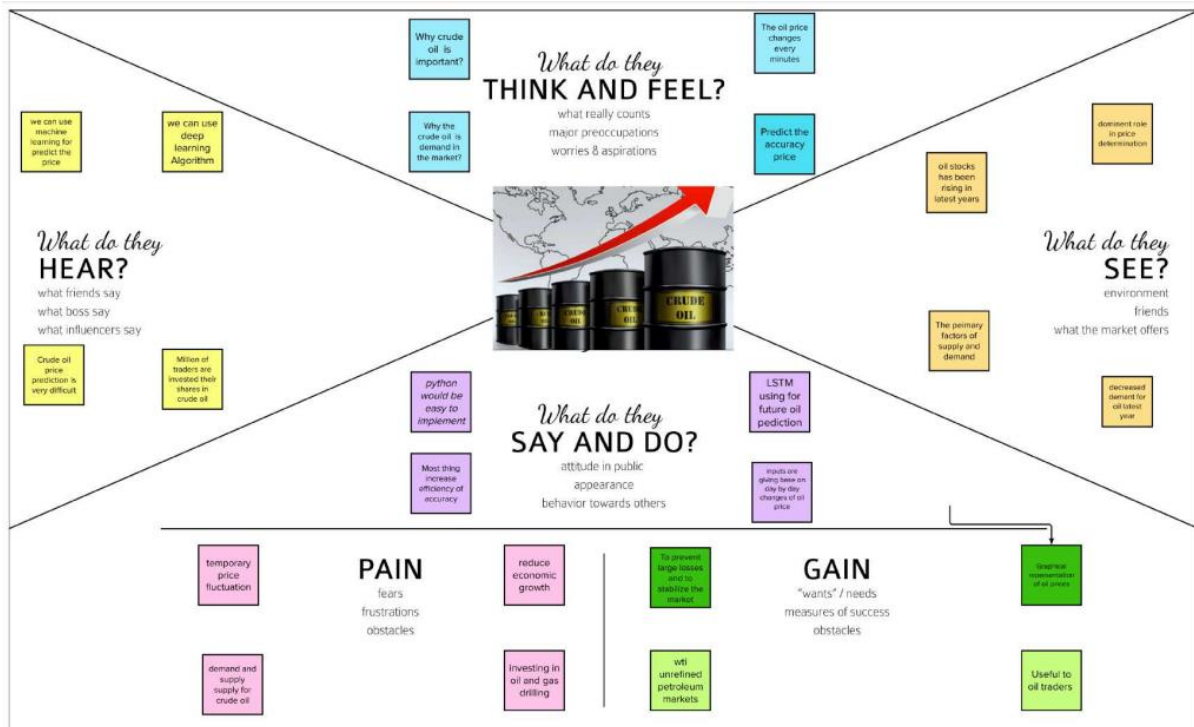 Why crude
oil is
important?
The oil price
changes
every
minutes
What do they
THINK AND FEEL?
what really counts
major preoccupations
worries & aspirations
Why the
crude oil is
demand in
the market?
Predict the
accuracy
price
we can use
machine
learning for
predict the
price
we can use
deep
learning
Algorithm
What do they
HEAR?
what friends say
what boss say
what influencers say
Crude oil
price
prediction is
very difficult
Millen of
traders are
invested their
shares in
crude oil
dominent role
in price
determination
oil stocks
has been
rising in
latest years
What do they
SEE?
environment
friends
what the market offers
The peimary
factors of
supply and
demand
decreased
dement for
oil latest
year
CRUDE
OIL
CRUDE
OIL
python
would be
easy to
implement
LSTM
using for
future oil
pediction
What do they
SAY AND DO?
attitude in public
appearance
behavior towards others
Most thing
increase
efficiency of
accuracy
inputs are
giving base on
day by day
changes of oil
price
temporary
price
fluctuation
PAIN
fears
frustrations
obstacles
reduce
economic
growth
demand and
supply
supply for
crude oil
investing in
oil and gas
drilling
To prevent
large losses
and to
stabilize the
market
GAIN
"wants" / needs
measures of success
obstacles
Graphical
of oil prices
wti
unrefined
petroleum
markets
Useful to
oil traders